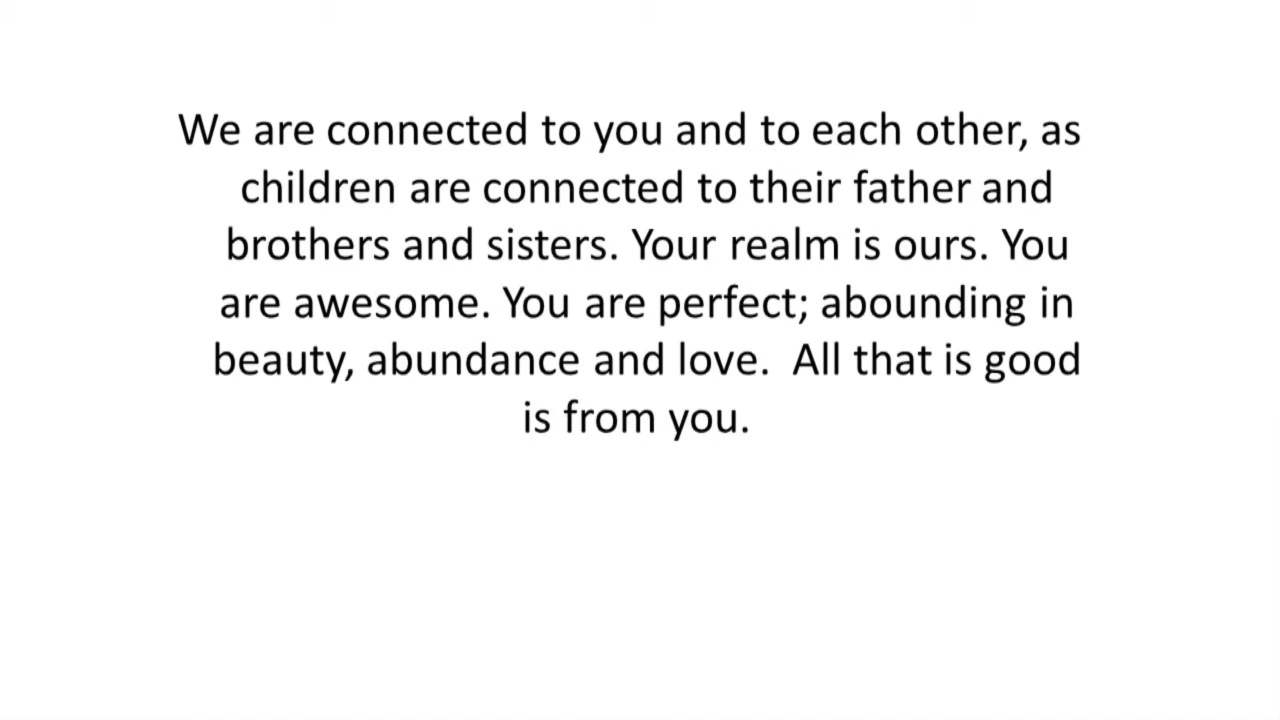 We are connected to you and to each other, as
children are connected to their father and
brothers and sisters. Your realm is ours. You
are awesome. You are perfect; abounding in
beauty, abundance and love.  All that is good
is from you.